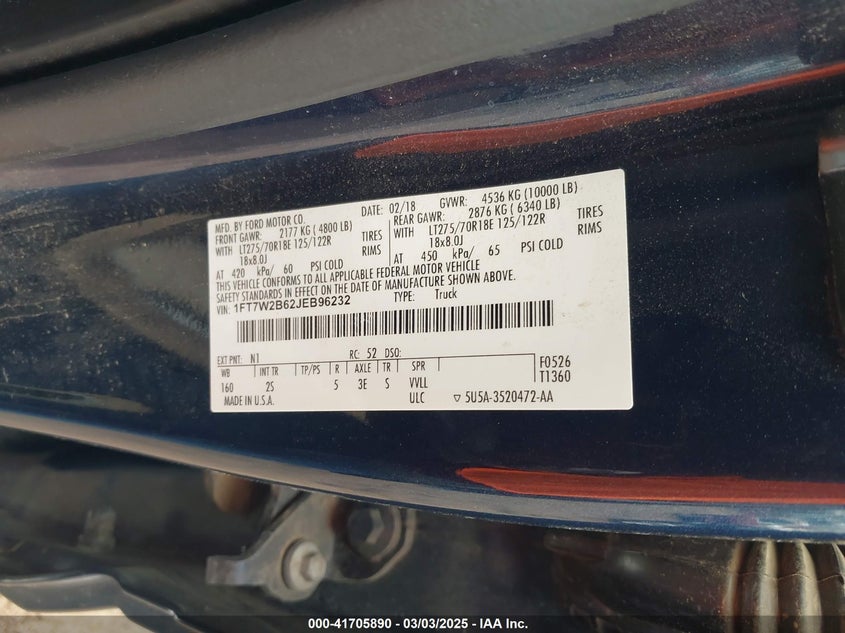 MFD. BY FORD MOTOR CO.
DATE: 02/18 GVWR: 4536 KG (10000 LB)
FRONT GAWR: 2177 KG ( 4800 LB) REAR GAWR: 2876 KG ( 6340 LB)
WITH LT275/70R18E 125/122R TIRES WITH LT275/70R18E 125/122R TIRES
18x8.0J RIMS 18x8.0J RIMS
AT 420 kPa/ 60 PSI COLD AT 450 kPa/ 65 PSI COLD
THIS VEHICLE CONFORMS TO ALL APPLICABLE FEDERAL MOTOR VEHICLE
SAFETY STANDARDS IN EFFECT ON THE DATE OF MANUFACTURE SHOWN ABOVE.
VIN: 1FT7W2B62JEB96232 TYPE: Truck
EXT PNT: N1 RC: 52 DSO:
WB INT TR TP/PS R AXLE TR SPR F0526
160 2S 5 3E S VVLL T1360
MADE IN U.S.A. ULC ▽ 5U5A-3520472-AA
000-41705890 - 03/03/2025 - IAA Inc.